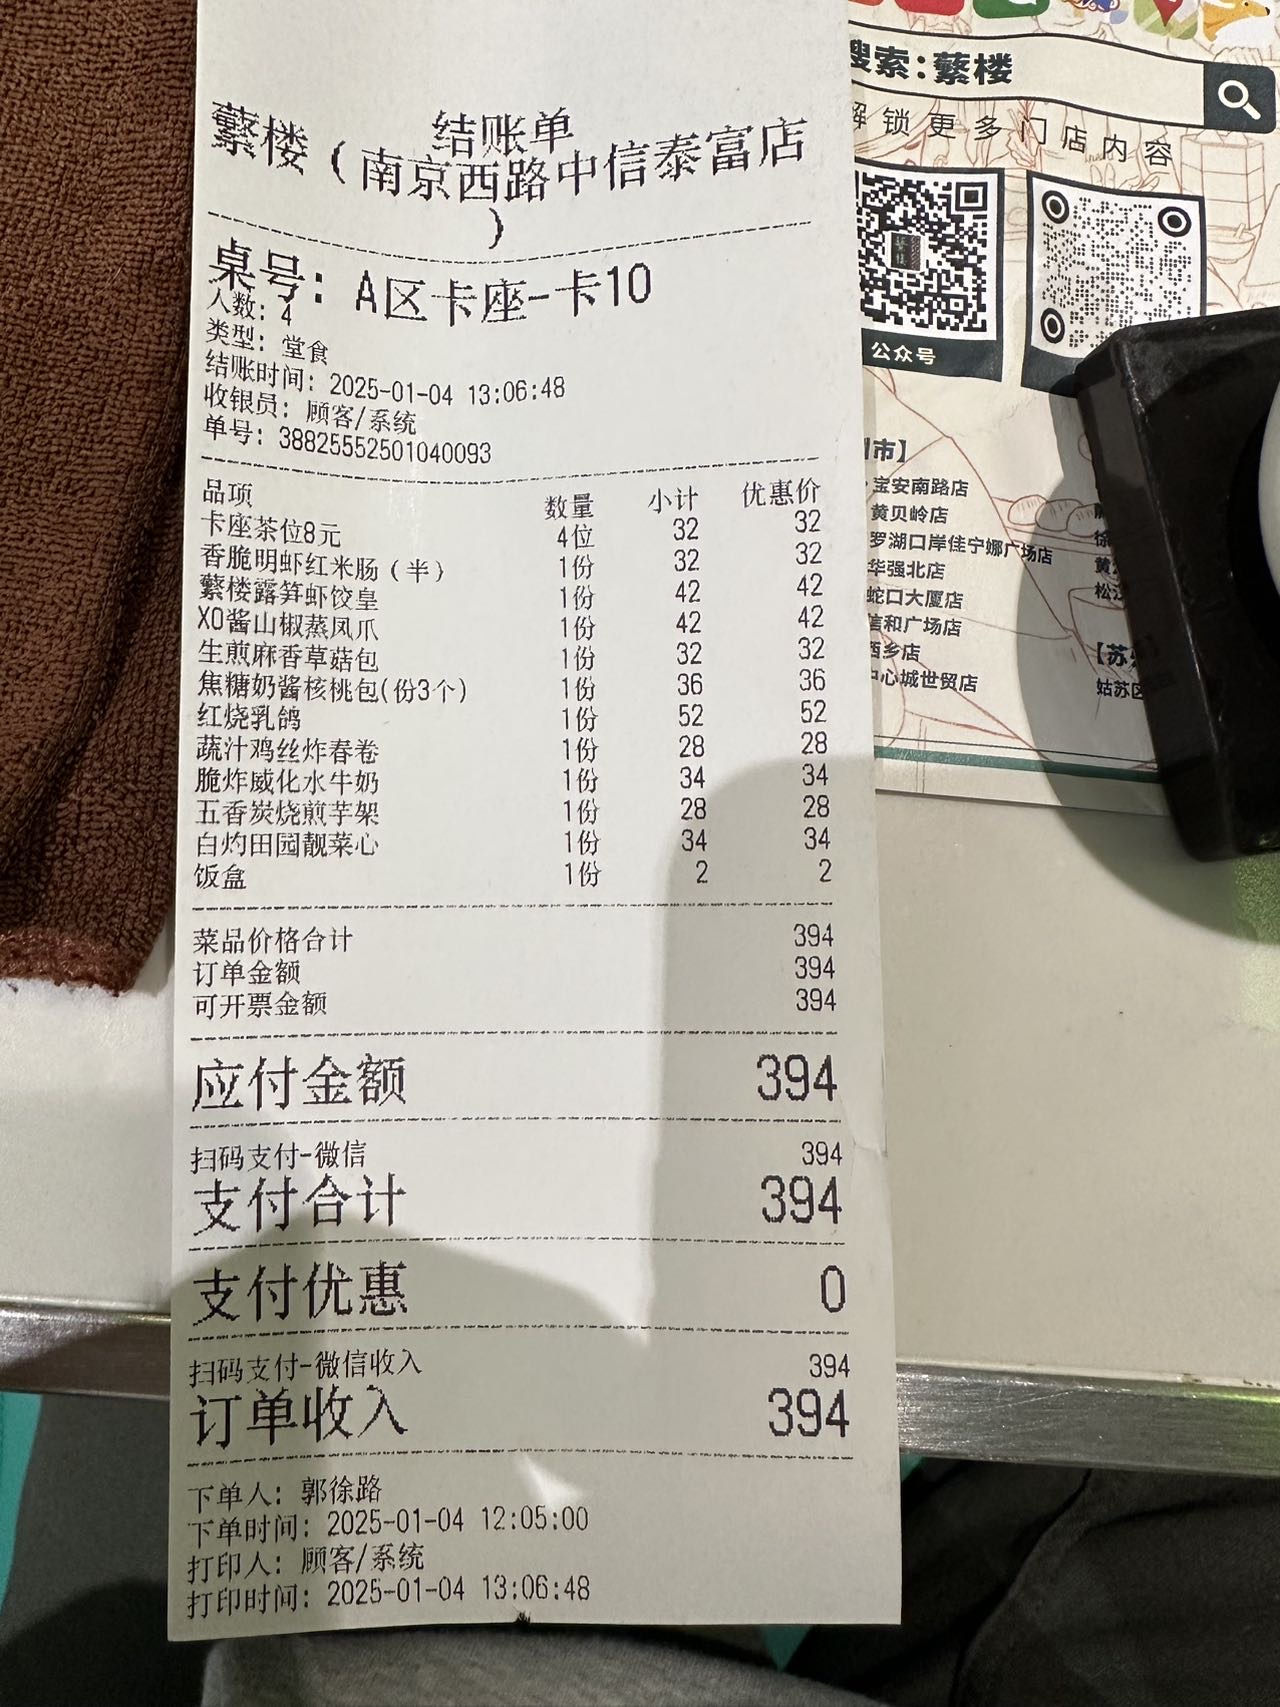 结账单
蘩楼（南京西路中信泰富店
）
桌号：A区卡座-卡10
人数：4
类型：堂食
结账时间：2025-01-04 13:06:48
收银员：顾客/系统
单号：38825552501040093
品项 数量 小计 优惠价
卡座茶位8元 4位 32 32
香脆明虾红米肠（半） 1份 32 32
蘩楼露笋虾饺皇 1份 42 42
XO酱山椒蒸凤爪 1份 42 42
生煎麻香草菇包 1份 32 32
焦糖奶酱核桃包(份3个) 1份 36 36
红烧乳鸽 1份 52 52
蔬汁鸡丝炸春卷 1份 28 28
脆炸威化水牛奶 1份 34 34
五香炭烧煎芋架 1份 28 28
白灼田园靓菜心 1份 34 34
饭盒 1份 2 2
菜品价格合计 394
订单金额 394
可开票金额 394
应付金额 394
扫码支付-微信 394
支付合计 394
支付优惠 0
扫码支付-微信收入 394
订单收入 394
下单人：郭徐路
下单时间：2025-01-04 12:05:00
打印人：顾客/系统
打印时间：2025-01-04 13:06:48
搜索:蘩楼
解锁更多门店内容
公众号
市】
宝安南路店
黄贝岭店
罗湖口岸佳宁娜广场店
华强北店
蛇口大厦店
信和广场店
西乡店
中心城世贸店
【苏
姑苏区